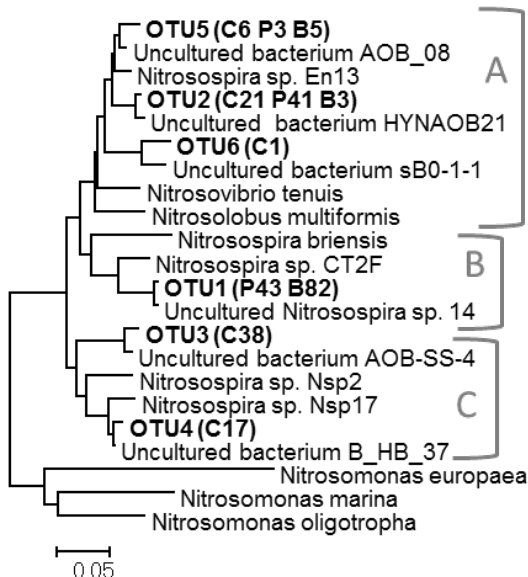 OTU5 (C6 P3 B5)
Uncultured bacterium AOB_08
Nitrosospira sp. En13
A
OTU2 (C21 P41 B3)
Uncultured bacterium HYNAOB21
OTU6 (C1)
Uncultured bacterium sB0-1-1
Nitrosovibrio tenuis
Nitrosolobus multiformis
Nitrosospira briensis
B
Nitrosospira sp. CT2F
OTU1 (P43 B82)
Uncultured Nitrosospira sp. 14
OTU3 (C38)
Uncultured bacterium AOB-SS-4
Nitrosospira sp. Nsp2
C
Nitrosospira sp. Nsp17
OTU4 (C17)
Uncultured bacterium B_HB_37
Nitrosomonas europaea
Nitrosomonas marina
Nitrosomonas oligotropha
0.05